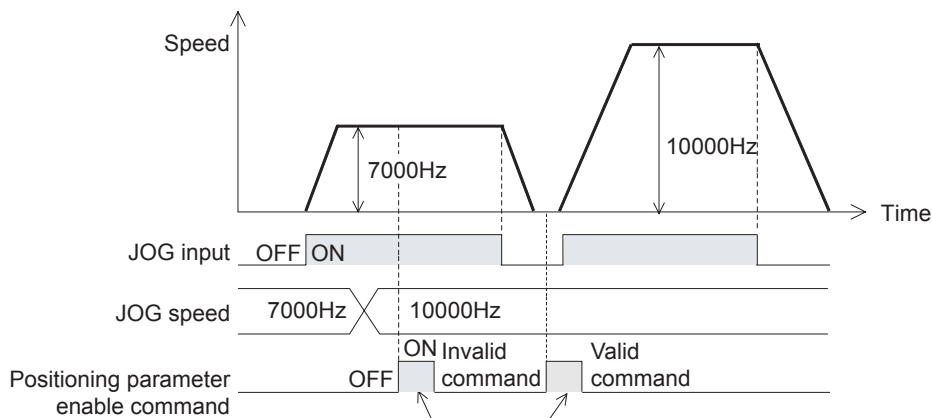 Speed
7000Hz
10000Hz
Time
JOG input
OFF
ON
JOG speed
7000Hz
10000Hz
Positioning parameter
enable command
OFF
ON
Invalid
command
Valid
command